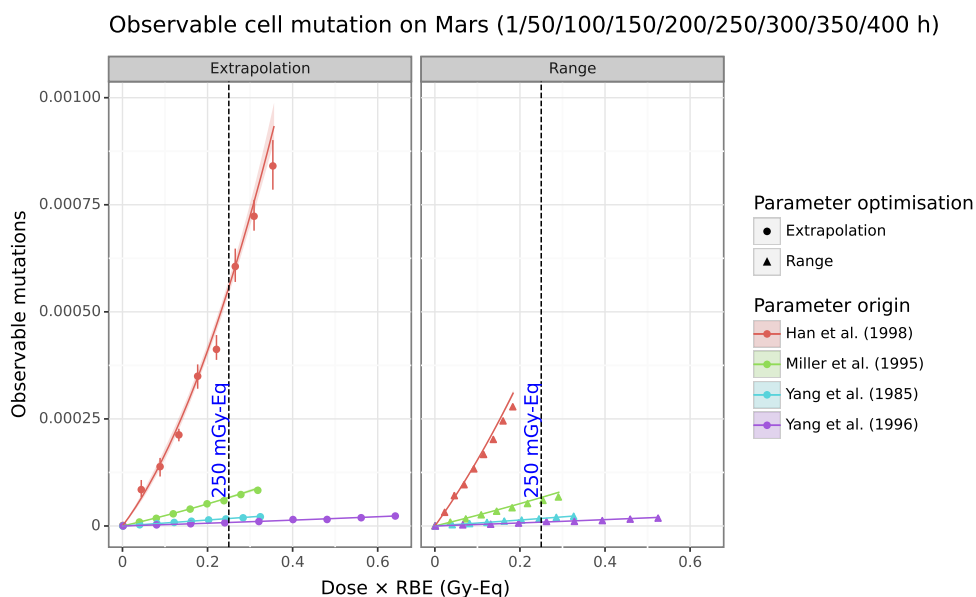 Observable cell mutation on Mars (1/50/100/150/200/250/300/350/400 h)
Extrapolation
Range
0.00100
0.00075
0.00050
0.00025
0
Observable mutations
250 mGy-Eq
250 mGy-Eq
0
0.2
0.4
0.6
0
0.2
0.4
0.6
Dose × RBE (Gy-Eq)
Parameter optimisation
Extrapolation
Range
Parameter origin
Han et al. (1998)
Miller et al. (1995)
Yang et al. (1985)
Yang et al. (1996)